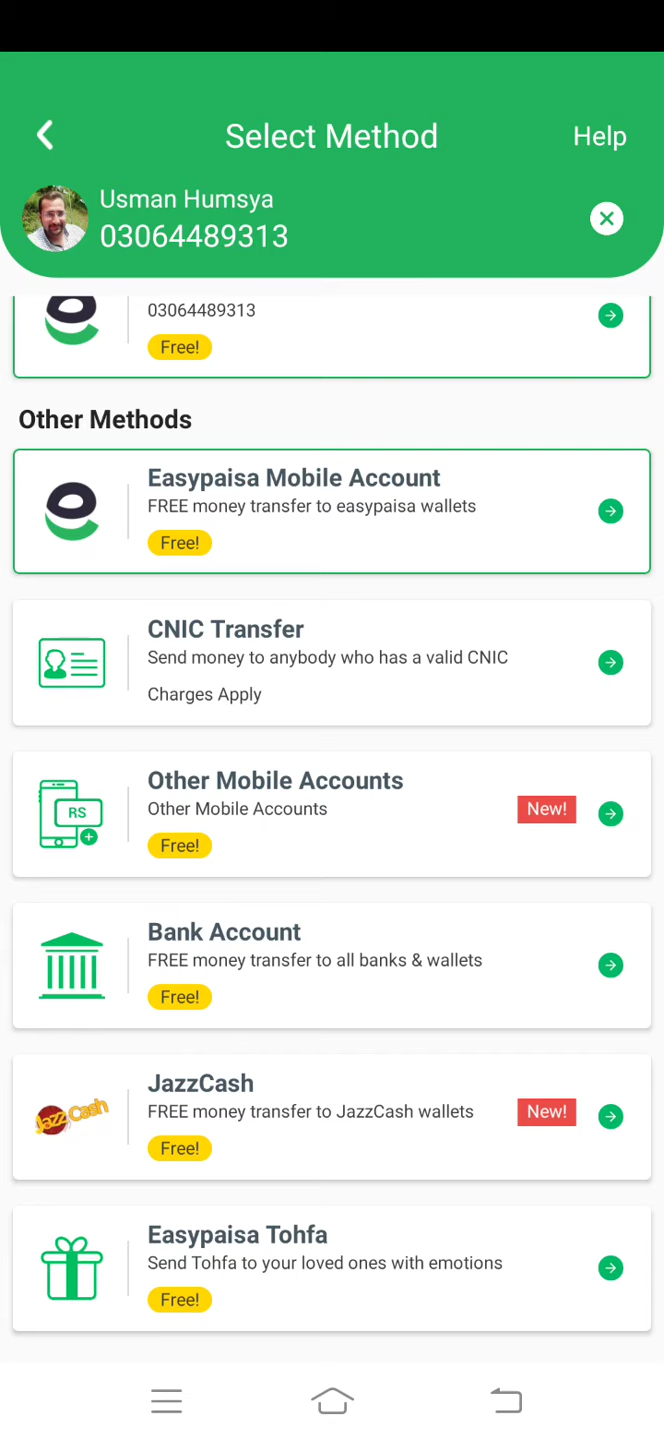 Select Method
Help
Usman Humsya
03064489313
03064489313
Free!
Other Methods
Easypaisa Mobile Account
FREE money transfer to easypaisa wallets
Free!
CNIC Transfer
Send money to anybody who has a valid CNIC
Charges Apply
Other Mobile Accounts
Other Mobile Accounts
New!
RS
Free!
Bank Account
FREE money transfer to all banks & wallets
Free!
JazzCash
FREE money transfer to JazzCash wallets
New!
Jazz Cash
Free!
Easypaisa Tohfa
Send Tohfa to your loved ones with emotions
Free!